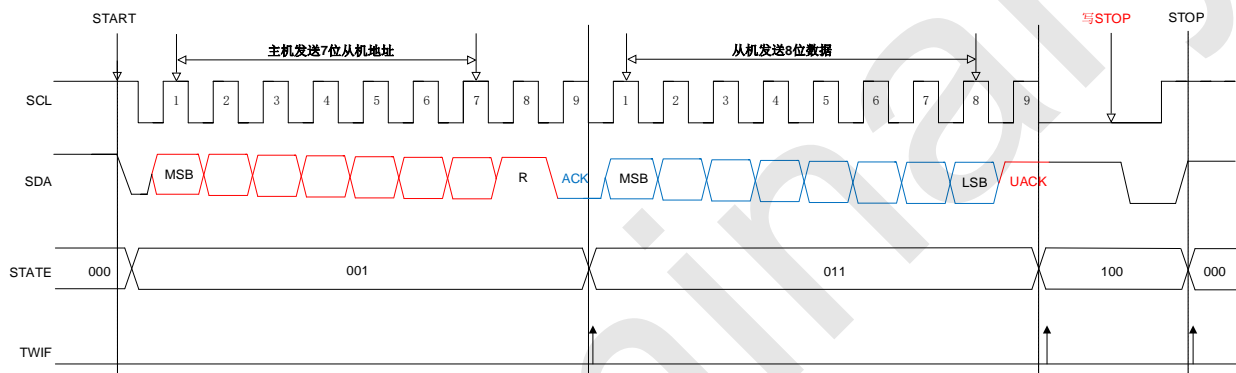 START 写STOP STOP
主机发送7位从机地址 从机发送8位数据
SCL 1 2 3 4 5 6 7 8 9 1 2 3 4 5 6 7 8 9
SDA MSB R ACK MSB LSB UACK
STATE 000 001 011 100 000
TWIF